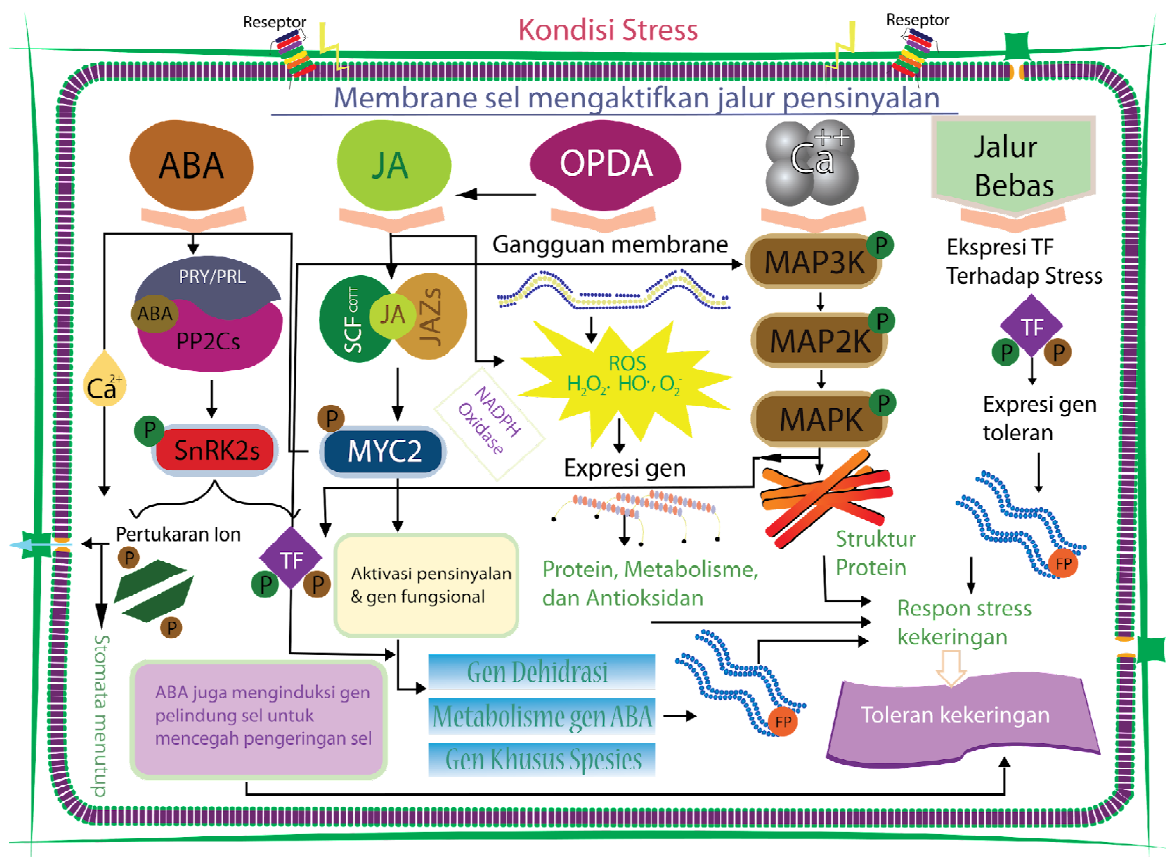 Kondisi Stress
Reseptor
Reseptor
Membrane sel mengaktifkan jalur pensinyalan
ABA
JA
OPDA
Ca++
Jalur
Bebas
PRY/PRL
ABA
PP2Cs
Ca2+
P
SnRK2s
Pertukaran Ion
P
P
Stomata menutup
SCF COTT
JA
JAZs
P
MYC2
TF
P
P
Aktivasi pensinyalan
& gen fungsional
ABA juga menginduksi gen
pelindung sel untuk
mencegah pengeringan sel
Gangguan membrane
ROS
H2O2. HO•, O2-
NADPH
Oxidase
Expresi gen
Protein, Metabolisme,
dan Antioksidan
Gen Dehidrasi
Metabolisme gen ABA
Gen Khusus Spesies
FP
MAP3K
P
MAP2K
P
MAPK
P
Struktur
Protein
Ekspresi TF
Terhadap Stress
TF
P
P
Expresi gen
toleran
FP
Respon stress
kekeringan
Toleran kekeringan